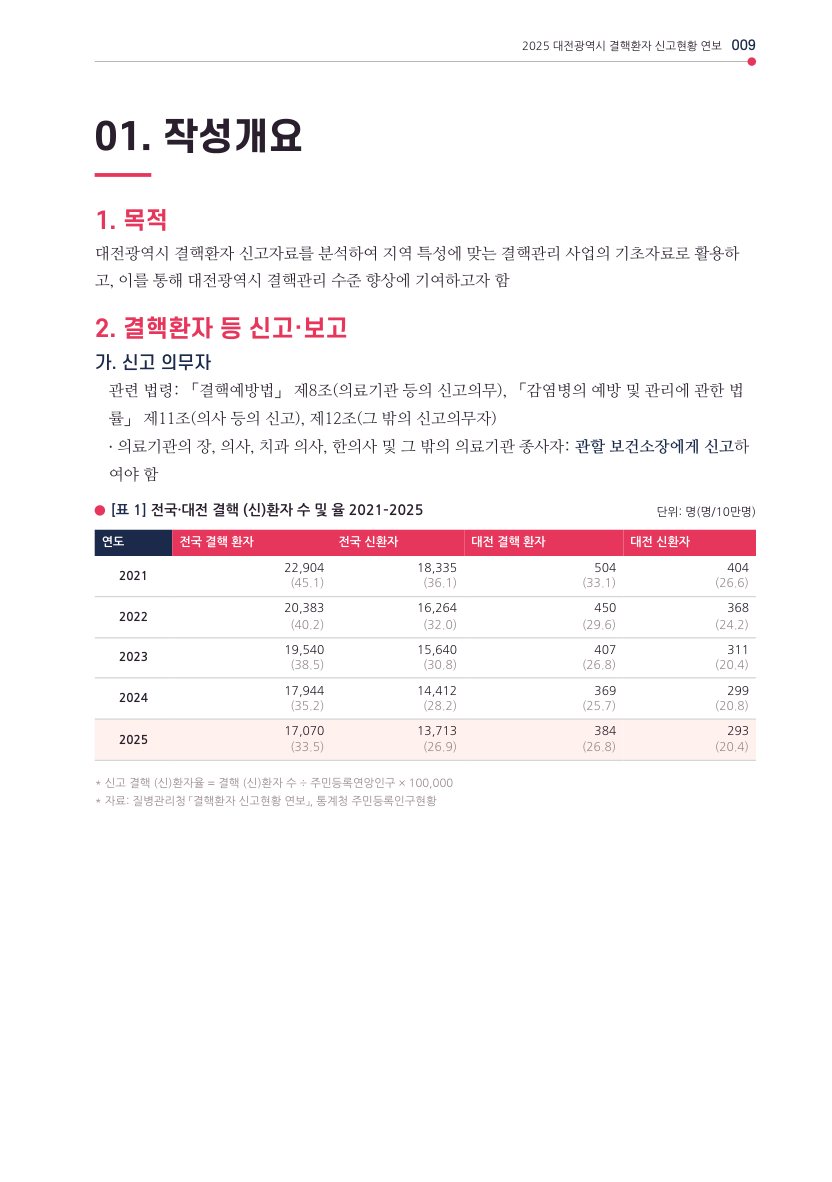 2025 대전광역시 결핵환자 신고현황 연보 009
01. 작성개요
1. 목적
대전광역시 결핵환자 신고자료를 분석하여 지역 특성에 맞는 결핵관리 사업의 기초자료로 활용하
고, 이를 통해 대전광역시 결핵관리 수준 향상에 기여하고자 함
2. 결핵환자 등 신고·보고
가. 신고 의무자
관련 법령: 「결핵예방법」 제8조(의료기관 등의 신고의무), 「감염병의 예방 및 관리에 관한 법
률」 제11조(의사 등의 신고), 제12조(그 밖의 신고의무자)
· 의료기관의 장, 의사, 치과 의사, 한의사 및 그 밖의 의료기관 종사자: 관할 보건소장에게 신고하
여야 함
[표 1] 전국·대전 결핵 (신)환자 수 및 율 2021-2025 단위: 명(명/10만명)
연도 전국 결핵 환자 전국 신환자 대전 결핵 환자 대전 신환자
2021 22,904 18,335 504 404
(45.1) (36.1) (33.1) (26.6)
2022 20,383 16,264 450 368
(40.2) (32.0) (29.6) (24.2)
2023 19,540 15,640 407 311
(38.5) (30.8) (26.8) (20.4)
2024 17,944 14,412 369 299
(35.2) (28.2) (25.7) (20.8)
2025 17,070 13,713 384 293
(33.5) (26.9) (26.8) (20.4)
* 신고 결핵 (신)환자율 = 결핵 (신)환자 수 ÷ 주민등록연앙인구 × 100,000
* 자료: 질병관리청 「결핵환자 신고현황 연보」, 통계청 주민등록인구현황